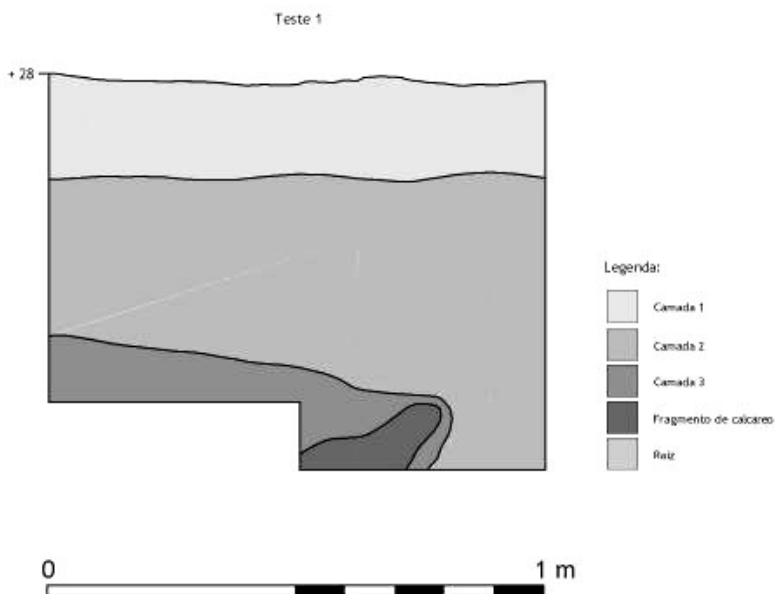 Teste 1
+ 28
Legenda:
Camada 1
Camada 2
Camada 3
Fragmento de calcareo
Raiz
0 1 m